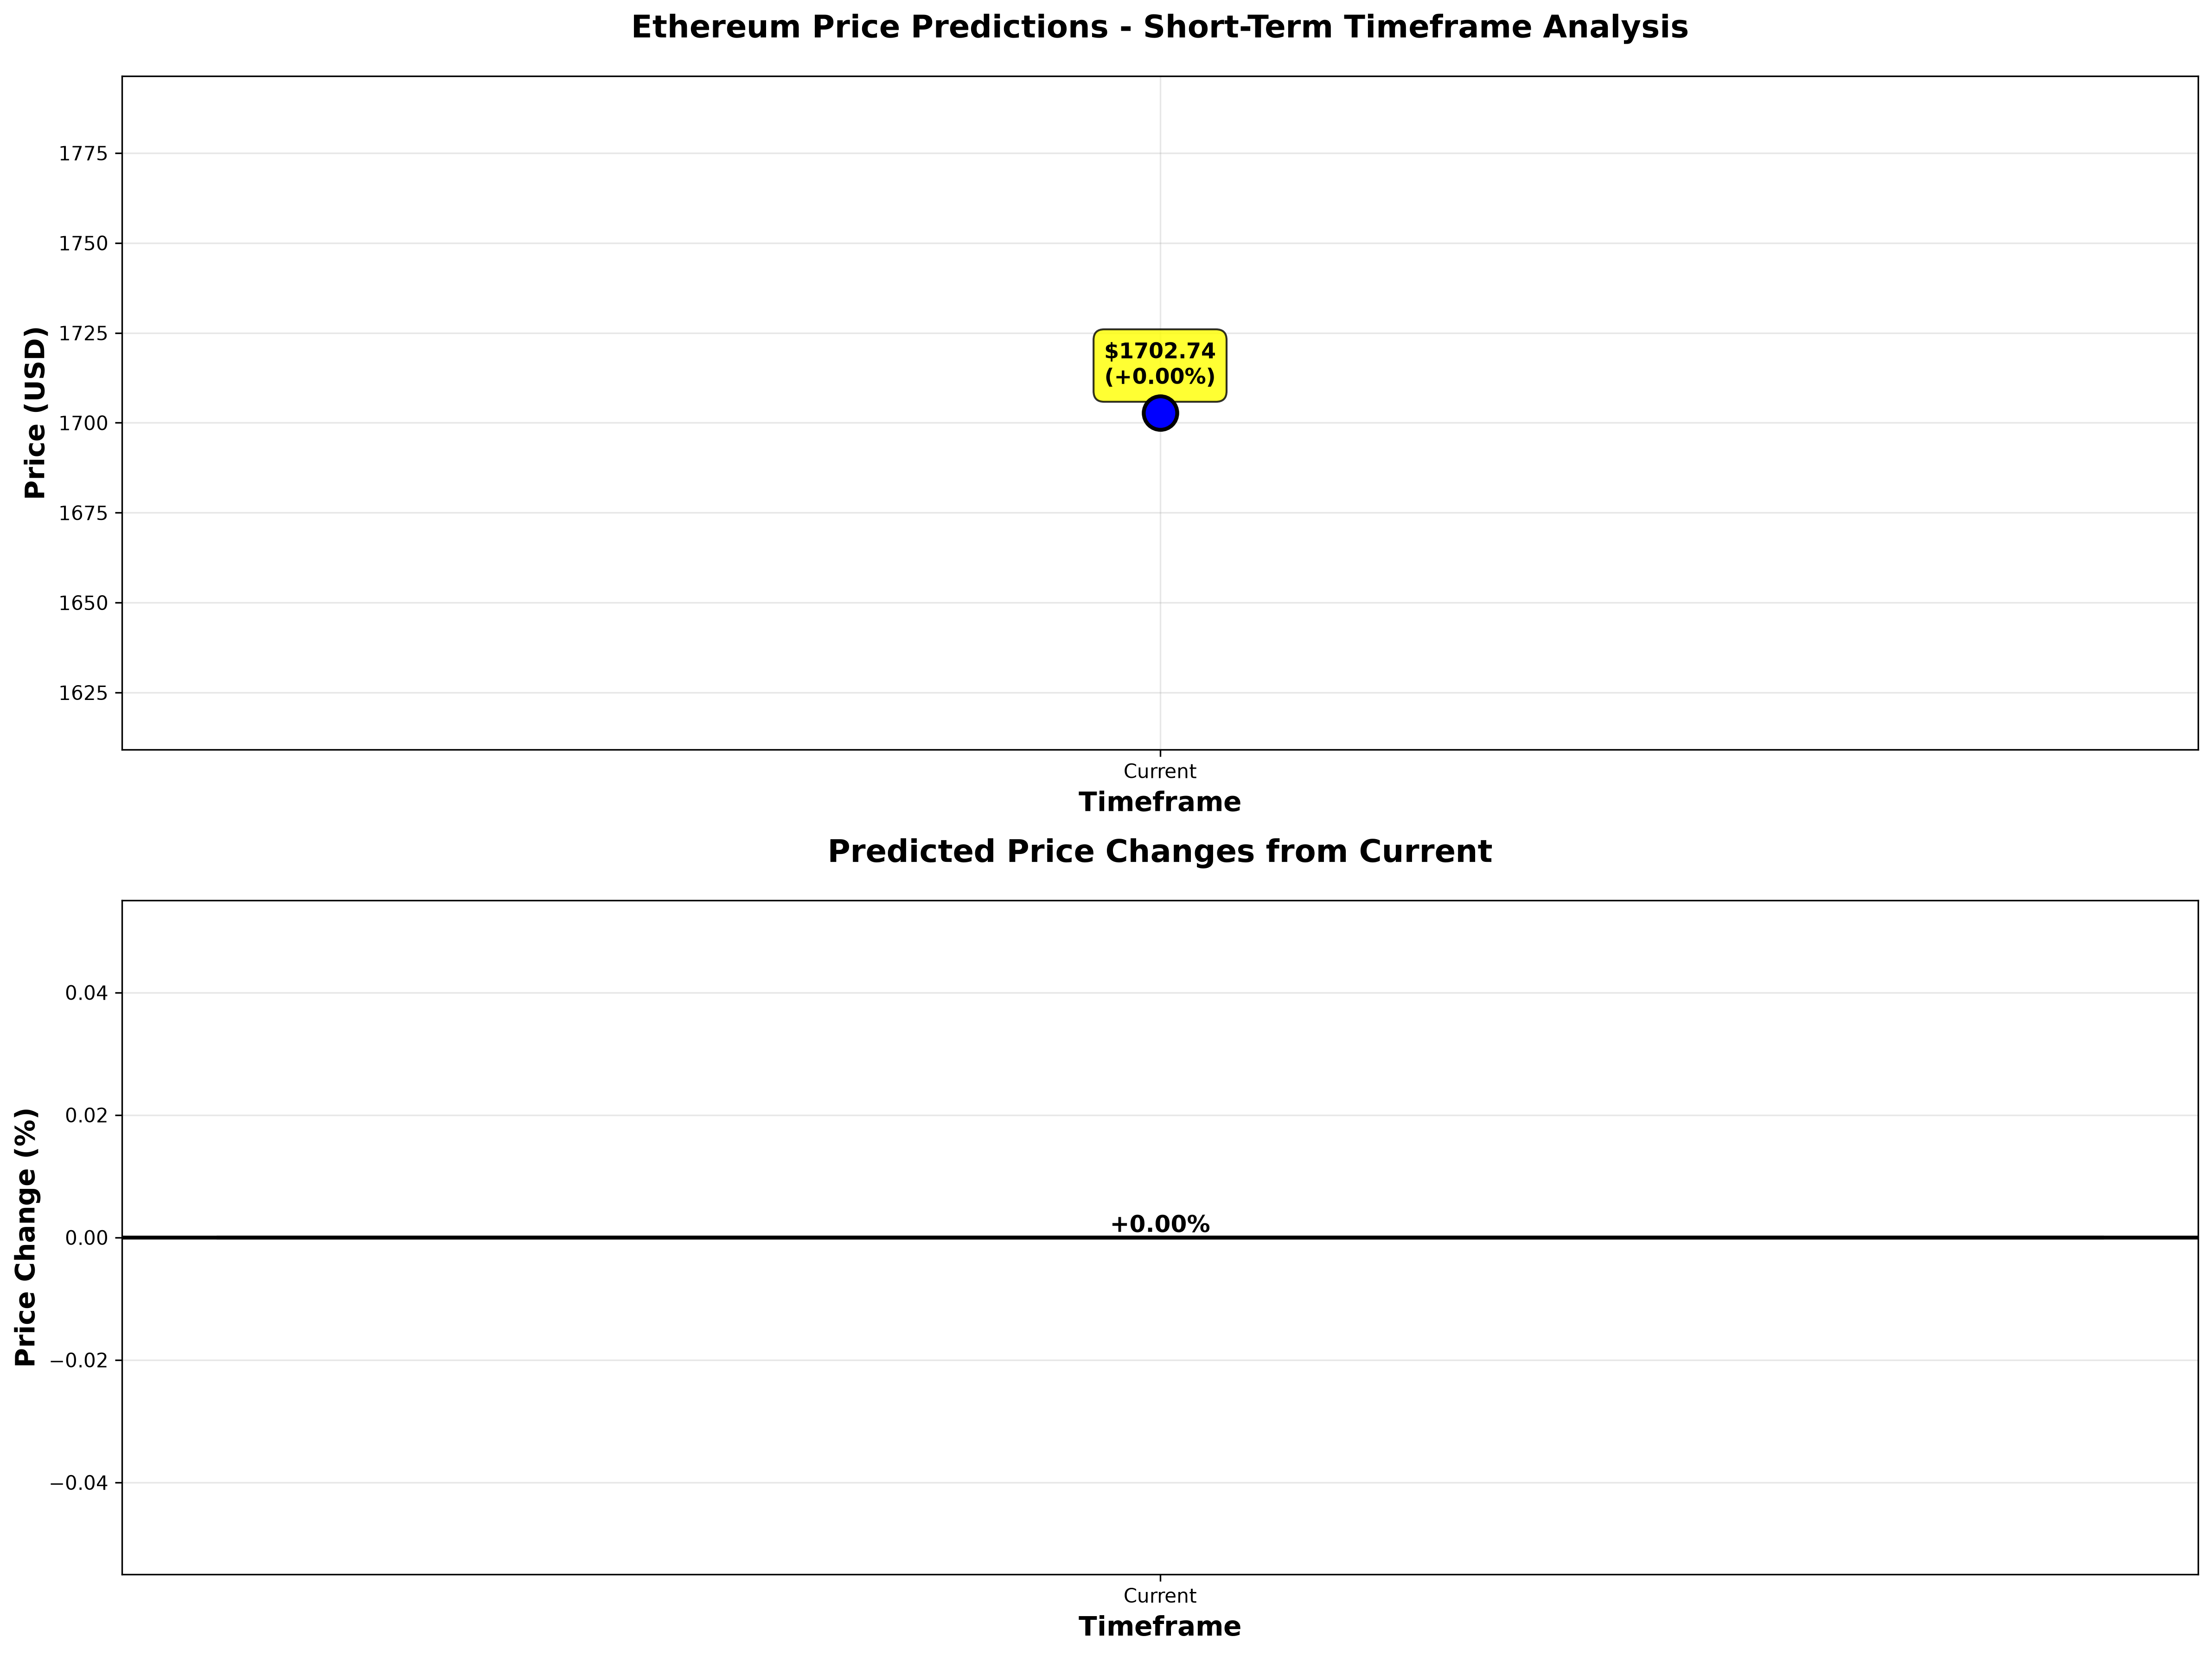 Ethereum Price Predictions - Short-Term Timeframe Analysis
Price (USD)
1775
1750
1725
1700
1675
1650
1625
$1702.74
(+0.00%)
Current
Timeframe
Predicted Price Changes from Current
Price Change (%)
0.04
0.02
0.00
−0.02
−0.04
+0.00%
Current
Timeframe